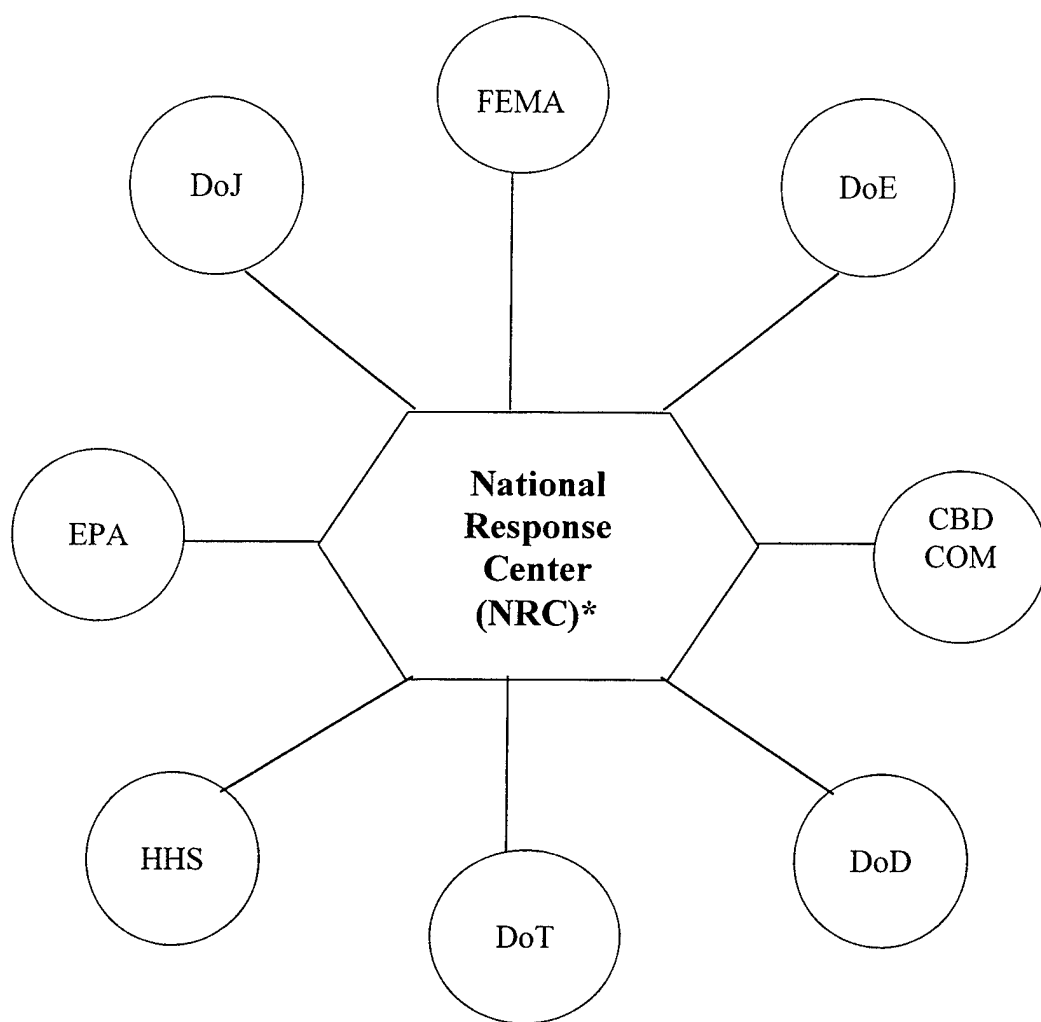 FEMA
DoJ
DoE
National
Response
Center
(NRC)*
EPA
CBD
COM
HHS
DoD
DoT